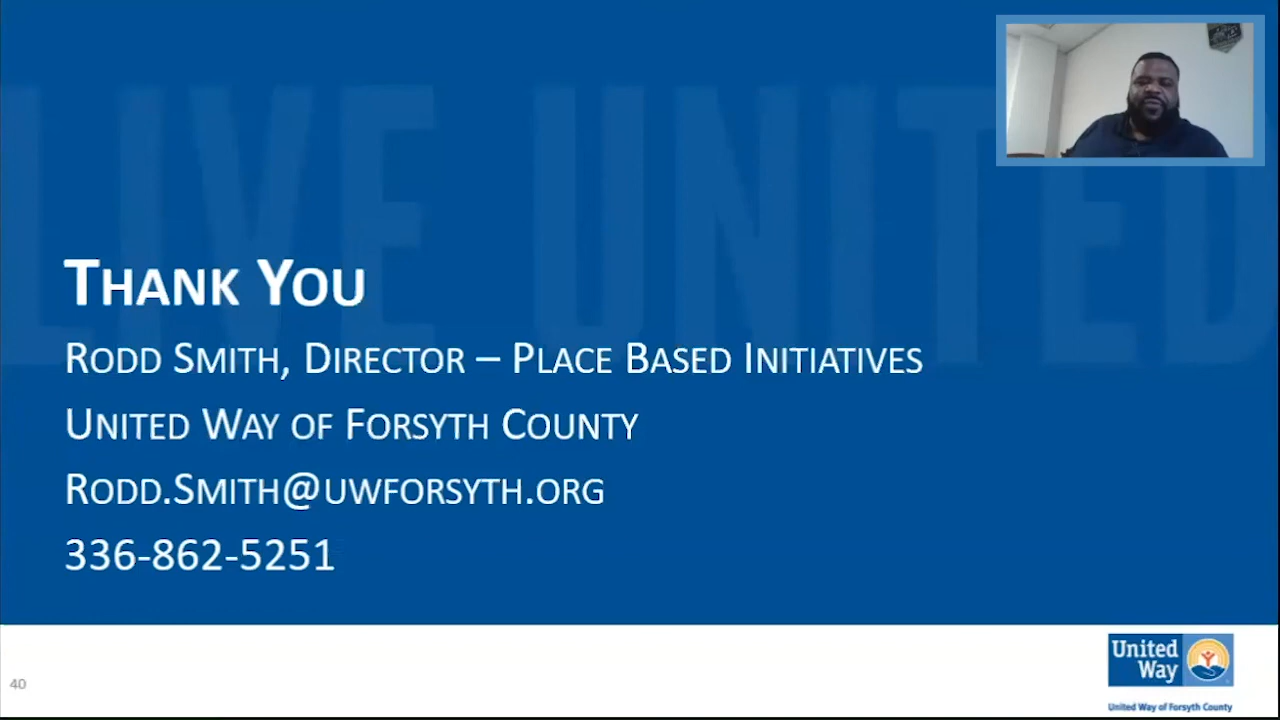 LIVE UNITED
THANK YOU
RODD SMITH, DIRECTOR – PLACE BASED INITIATIVES
UNITED WAY OF FORSYTH COUNTY
RODD.SMITH@UWFORSYTH.ORG
336-862-5251
40
United
Way
United Way of Forsyth County